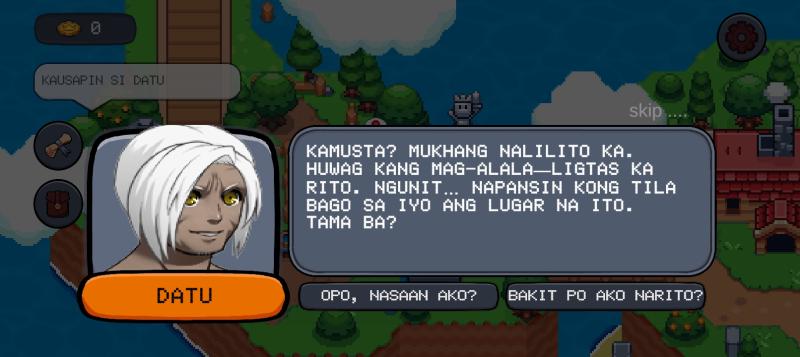 0
KAUSAPIN SI DATU
skip ....
KAMUSTA? MUKHANG NALILITO KA.
HUWAG KANG MAG-ALALA—LIGTAS KA
RITO. NGUNIT... NAPANSIN KONG TILA
BAGO SA IYO ANG LUGAR NA ITO.
TAMA BA?
DATU
OPO, NASAAN AKO?
BAKIT PO AKO NARITO?